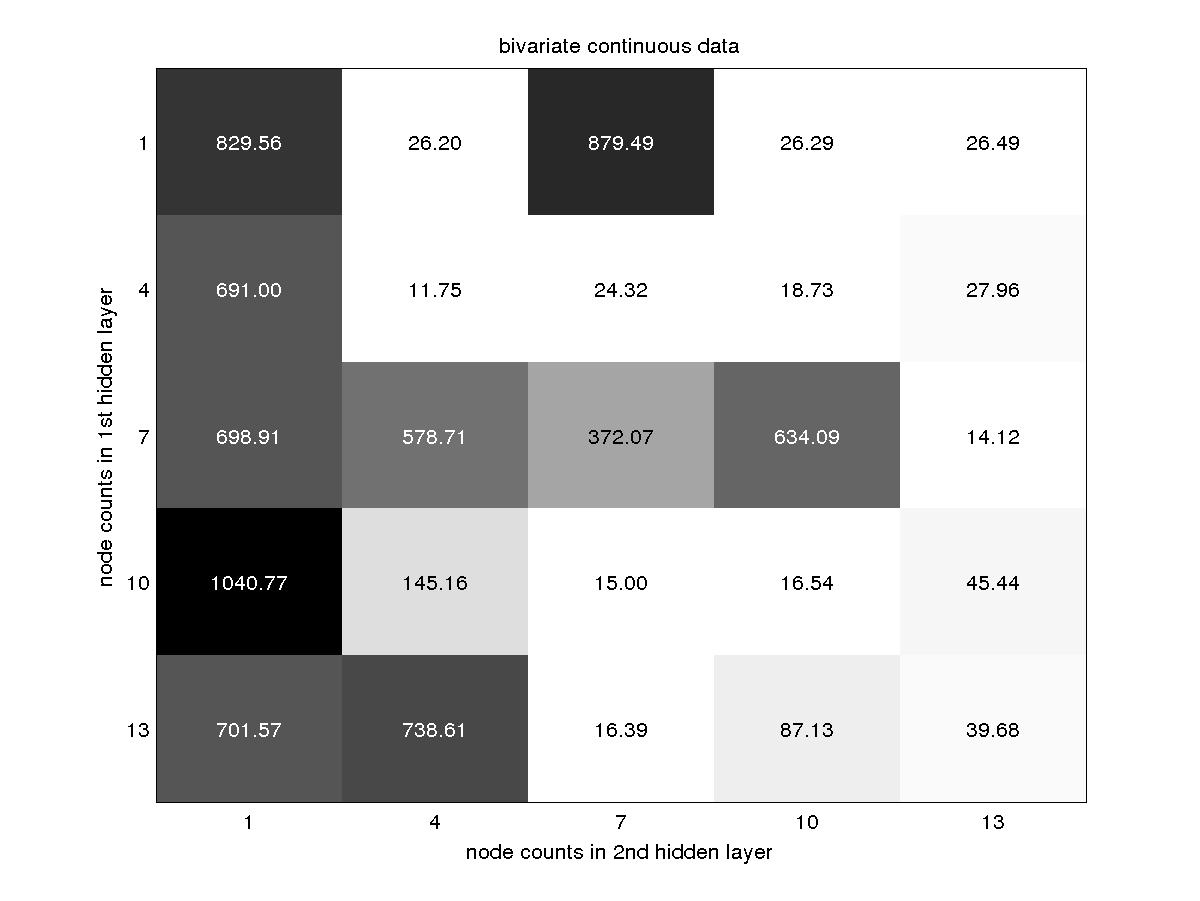 bivariate continuous data
1 829.56 26.20 879.49 26.29 26.49
4 691.00 11.75 24.32 18.73 27.96
node counts in 1st hidden layer
7 698.91 578.71 372.07 634.09 14.12
10 1040.77 145.16 15.00 16.54 45.44
13 701.57 738.61 16.39 87.13 39.68
1 4 7 10 13
node counts in 2nd hidden layer